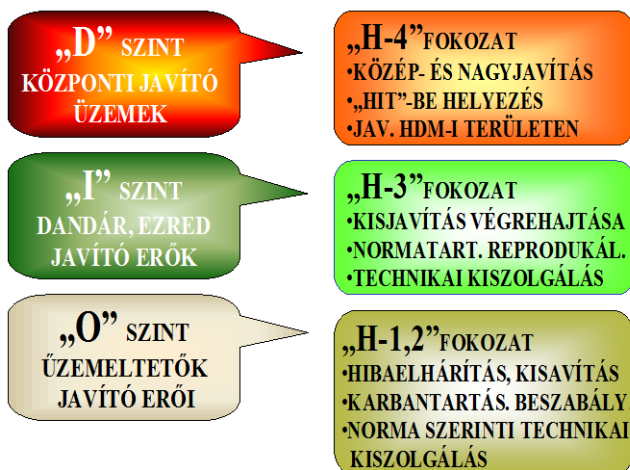 „D” SZINT
KÖZPONTI JAVÍTÓ
ÜZEMEK
„H-4”FOKOZAT
•KÖZÉP- ÉS NAGYJAVÍTÁS
•„HIT”-BE HELYEZÉS
•JAV. HDM-I TERÜLETEN
„I” SZINT
DANDÁR, EZRED
JAVÍTÓ ERŐK
„H-3”FOKOZAT
•KISJAVÍTÁS VÉGREHAJTÁSA
•NORMATART. REPRODUKÁL.
•TECHNIKAI KISZOLGÁLÁS
„O” SZINT
ŰZEMELTETŐK
JAVÍTÓ ERŐI
„H-1,2”FOKOZAT
•HIBAELHÁRÍTÁS, KISAVÍTÁS
•KARBANTARTÁS. BESZABÁLY.
•NORMA SZERINTI TECHNIKAI
KISZOLGÁLÁS